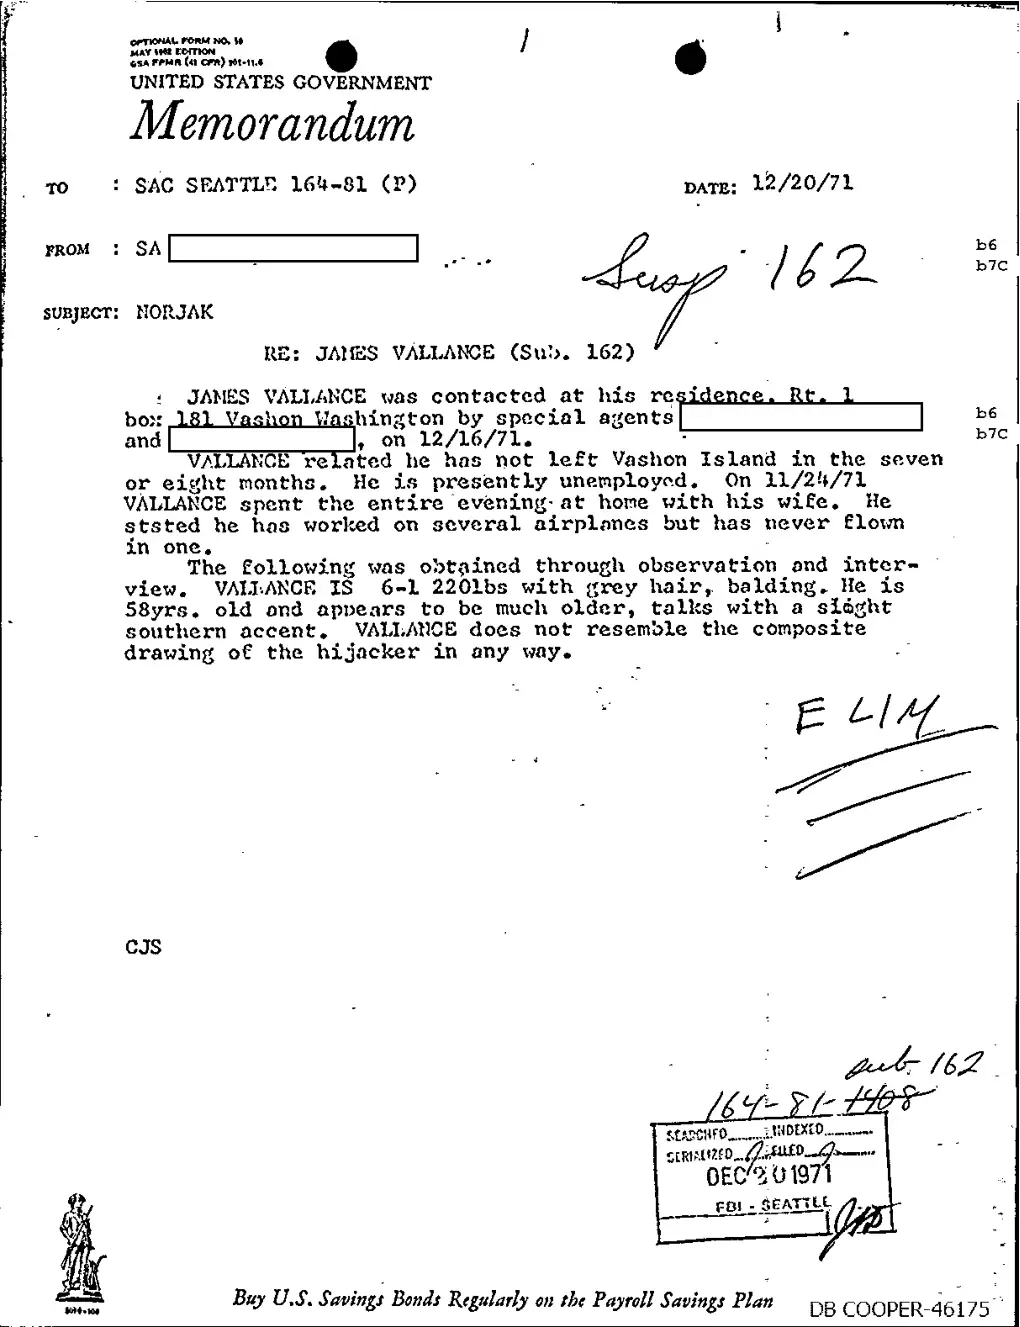 OPTIONAL FORM NO. 10
MAY 1962 EDITION
GSA FPMR (41 CFR) 101-11.6
UNITED STATES GOVERNMENT
Memorandum
TO : SAC SEATTLE 164-81 (P)
DATE: 12/20/71
FROM : SA
b6
b7C
Susp 162
SUBJECT: NORJAK
RE: JAMES VALLANCE (Sub. 162)
JAMES VALLANCE was contacted at his residence, Rt. 1
box 181 Vashon Washington by special agents
and , on 12/16/71.
b6
b7C
VALLANCE related he has not left Vashon Island in the seven
or eight months. He is presently unemployed. On 11/24/71
VALLANCE spent the entire evening at home with his wife. He
ststed he has worked on several airplanes but has never flown
in one.
The following was obtained through observation and inter-
view. VALLANCE IS 6-1 220lbs with grey hair, balding. He is
58yrs. old and appears to be much older, talks with a slight
southern accent. VALLANCE does not resemble the composite
drawing of the hijacker in any way.
ELIM
CJS
sub. 162
164-81-1408
SEARCHED INDEXED
SERIALIZED FILED
DEC 20 1971
FBI - SEATTLE
Buy U.S. Savings Bonds Regularly on the Payroll Savings Plan
DB COOPER-46175